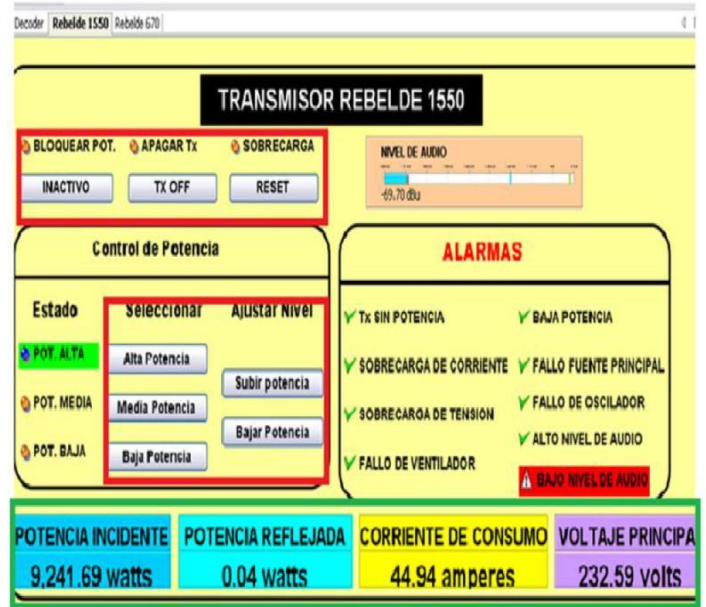 Decoder Rebelde 1550 Rebelde 670
TRANSMISOR REBELDE 1550
BLOQUEAR POT. APAGAR Tx SOBRECARGA
INACTIVO TX OFF RESET
NIVEL DE AUDIO
-69.70 dBu
Control de Potencia
Estado Seleccionar Ajustar Nivel
POT. ALTA
POT. MEDIA
POT. BAJA
Alta Potencia
Media Potencia
Baja Potencia
Subir potencia
Bajar Potencia
ALARMAS
Tx SIN POTENCIA
SOBRECARGA DE CORRIENTE
SOBRECARGA DE TENSION
FALLO DE VENTILADOR
BAJA POTENCIA
FALLO FUENTE PRINCIPAL
FALLO DE OSCILADOR
ALTO NIVEL DE AUDIO
BAJO NIVEL DE AUDIO
POTENCIA INCIDENTE POTENCIA REFLEJADA CORRIENTE DE CONSUMO VOLTAJE PRINCIPA
9,241.69 watts 0.04 watts 44.94 amperes 232.59 volts